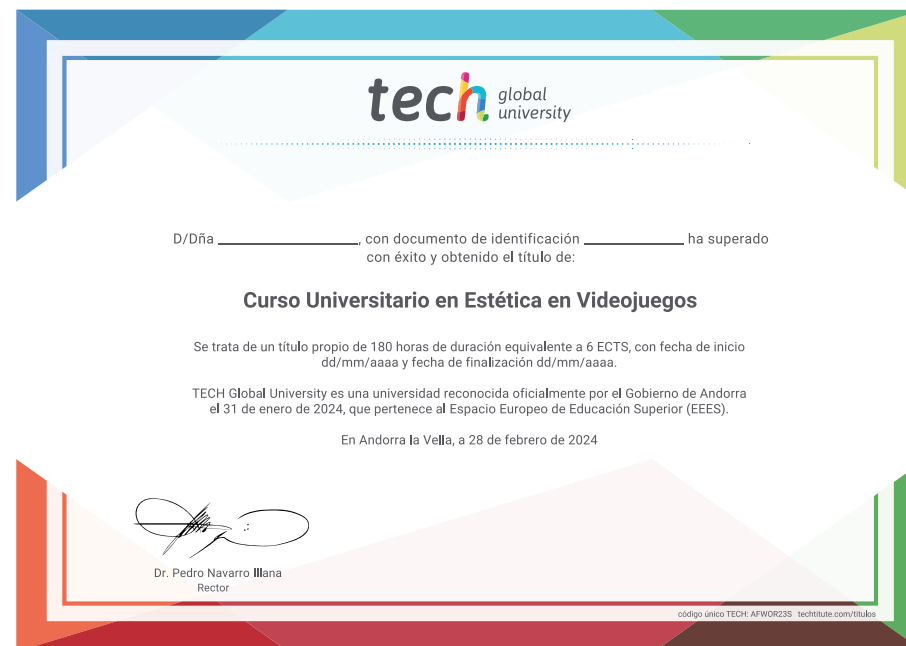 tech global university
D/Dña ____________________, con documento de identificación ______________ ha superado
con éxito y obtenido el título de:
Curso Universitario en Estética en Videojuegos
Se trata de un título propio de 180 horas de duración equivalente a 6 ECTS, con fecha de inicio
dd/mm/aaaa y fecha de finalización dd/mm/aaaa.
TECH Global University es una universidad reconocida oficialmente por el Gobierno de Andorra
el 31 de enero de 2024, que pertenece al Espacio Europeo de Educación Superior (EEES).
En Andorra la Vella, a 28 de febrero de 2024
Dr. Pedro Navarro Illana
Rector
código único TECH: AFWOR23S techtitute.com/titulos